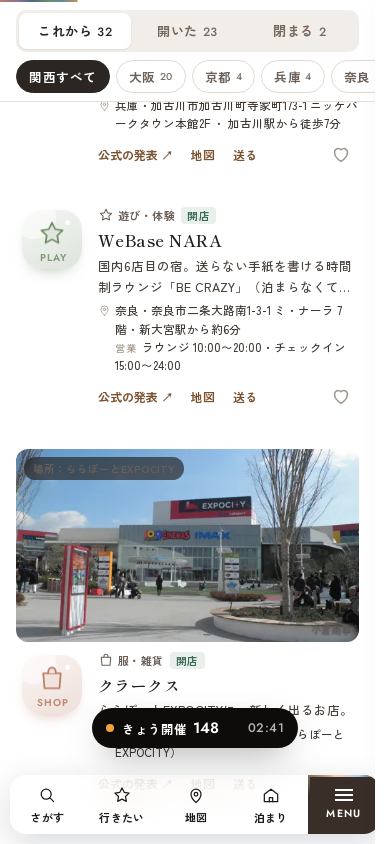 これから 32 開いた 23 閉まる 2
関西すべて 大阪 20 京都 4 兵庫 4 奈良
兵庫・加古川市加古川町寺家町173-1 ニッケパ
ークタウン本館2F ・ 加古川駅から徒歩7分
公式の発表 ↗ 地図 送る
遊び・体験 開店
PLAY
WeBase NARA
国内6店目の宿。送らない手紙を書ける時間
制ラウンジ「BE CRAZY」（泊まらなくて…
奈良・奈良市二条大路南1-3-1 ミ・ナーラ 7
階・新大宮駅から約6分
営業 ラウンジ 10:00〜20:00・チェックイン
15:00〜24:00
公式の発表 ↗ 地図 送る
場所：ららぽーとEXPOCITY
EXPOCITY
109CINEMAS IMAX
服・雑貨 開店
SHOP
クラークス
ららぽーとEXPOCITYに、新しく出るお店。
らぽーと
EXPOCITY）
きょう開催 148 02:41
公式の発表 ↗ 地図 送る
さがす 行きたい 地図 泊まり MENU